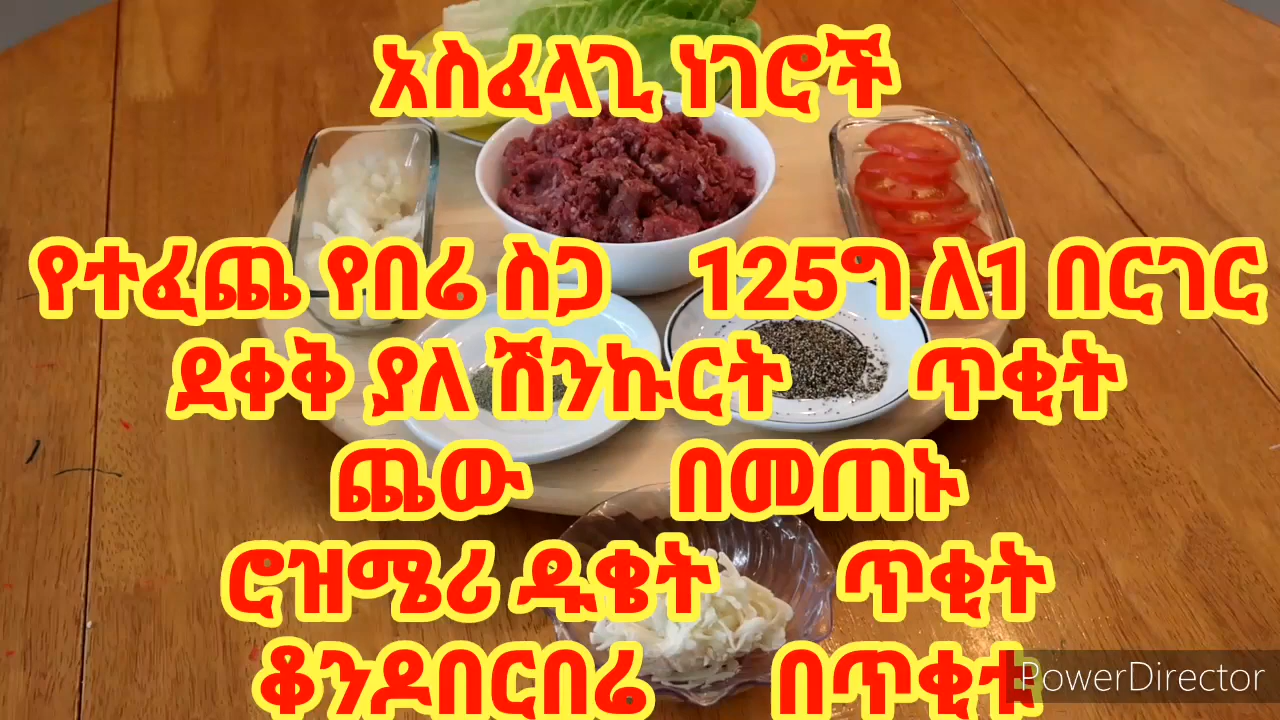 አስፈላጊ ነገሮች
የተፈጨ የበሬ ስጋ 125ግ ለ1 በርገር
ደቀቅ ያለ ሽንኩርት ጥቂት
ጨው በመጠኑ
ሮዝሜሪ ዱቄት ጥቂት
ቆንዶበርበሬ በጥቂቱ
PowerDirector